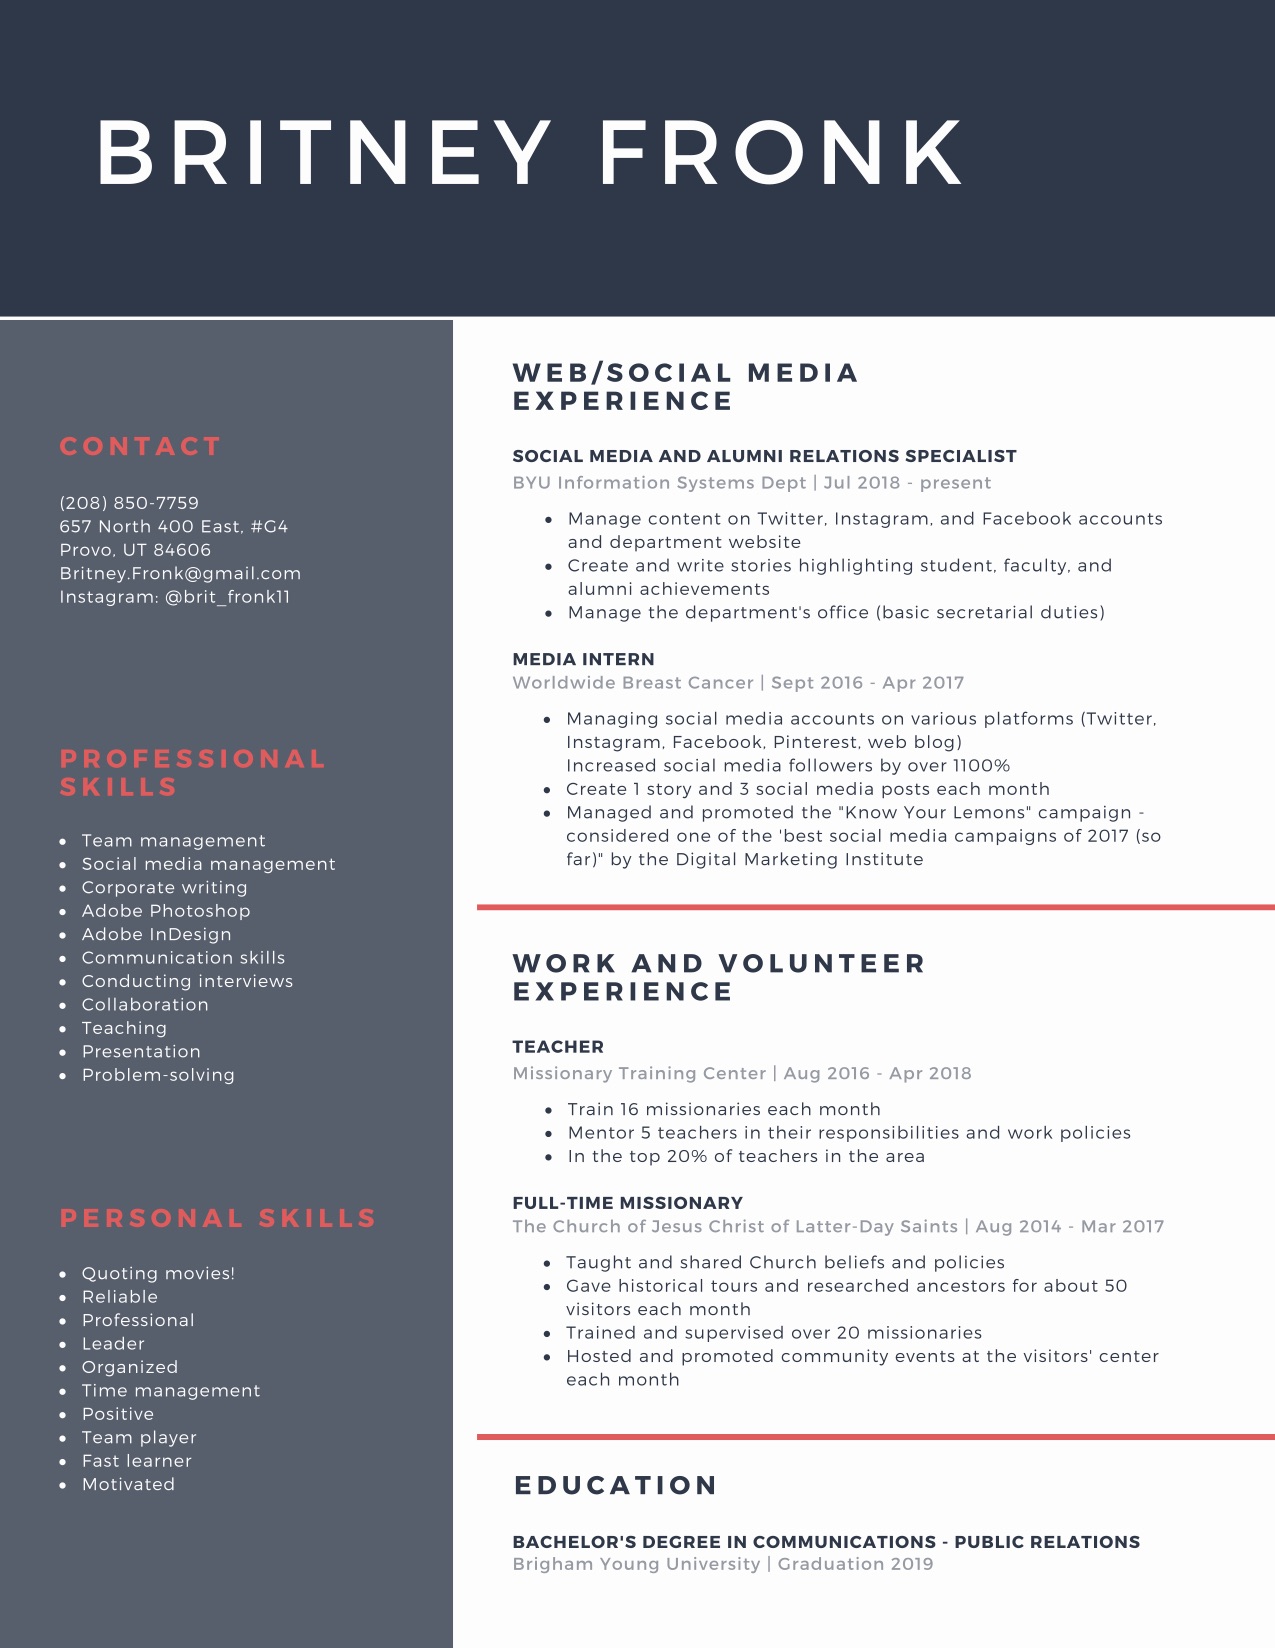 BRITNEY FRONK
CONTACT
(208) 850-7759
657 North 400 East, #G4
Provo, UT 84606
Britney.Fronk@gmail.com
Instagram: @brit_fronk11
PROFESSIONAL
SKILLS
• Team management
• Social media management
• Corporate writing
• Adobe Photoshop
• Adobe InDesign
• Communication skills
• Conducting interviews
• Collaboration
• Teaching
• Presentation
• Problem-solving
PERSONAL SKILLS
• Quoting movies!
• Reliable
• Professional
• Leader
• Organized
• Time management
• Positive
• Team player
• Fast learner
• Motivated
WEB/SOCIAL MEDIA
EXPERIENCE
SOCIAL MEDIA AND ALUMNI RELATIONS SPECIALIST
BYU Information Systems Dept | Jul 2018 - present
• Manage content on Twitter, Instagram, and Facebook accounts
and department website
• Create and write stories highlighting student, faculty, and
alumni achievements
• Manage the department's office (basic secretarial duties)
MEDIA INTERN
Worldwide Breast Cancer | Sept 2016 - Apr 2017
• Managing social media accounts on various platforms (Twitter,
Instagram, Facebook, Pinterest, web blog)
Increased social media followers by over 1100%
• Create 1 story and 3 social media posts each month
• Managed and promoted the "Know Your Lemons" campaign -
considered one of the 'best social media campaigns of 2017 (so
far)" by the Digital Marketing Institute
WORK AND VOLUNTEER
EXPERIENCE
TEACHER
Missionary Training Center | Aug 2016 - Apr 2018
• Train 16 missionaries each month
• Mentor 5 teachers in their responsibilities and work policies
• In the top 20% of teachers in the area
FULL-TIME MISSIONARY
The Church of Jesus Christ of Latter-Day Saints | Aug 2014 - Mar 2017
• Taught and shared Church beliefs and policies
• Gave historical tours and researched ancestors for about 50
visitors each month
• Trained and supervised over 20 missionaries
• Hosted and promoted community events at the visitors' center
each month
EDUCATION
BACHELOR'S DEGREE IN COMMUNICATIONS - PUBLIC RELATIONS
Brigham Young University | Graduation 2019